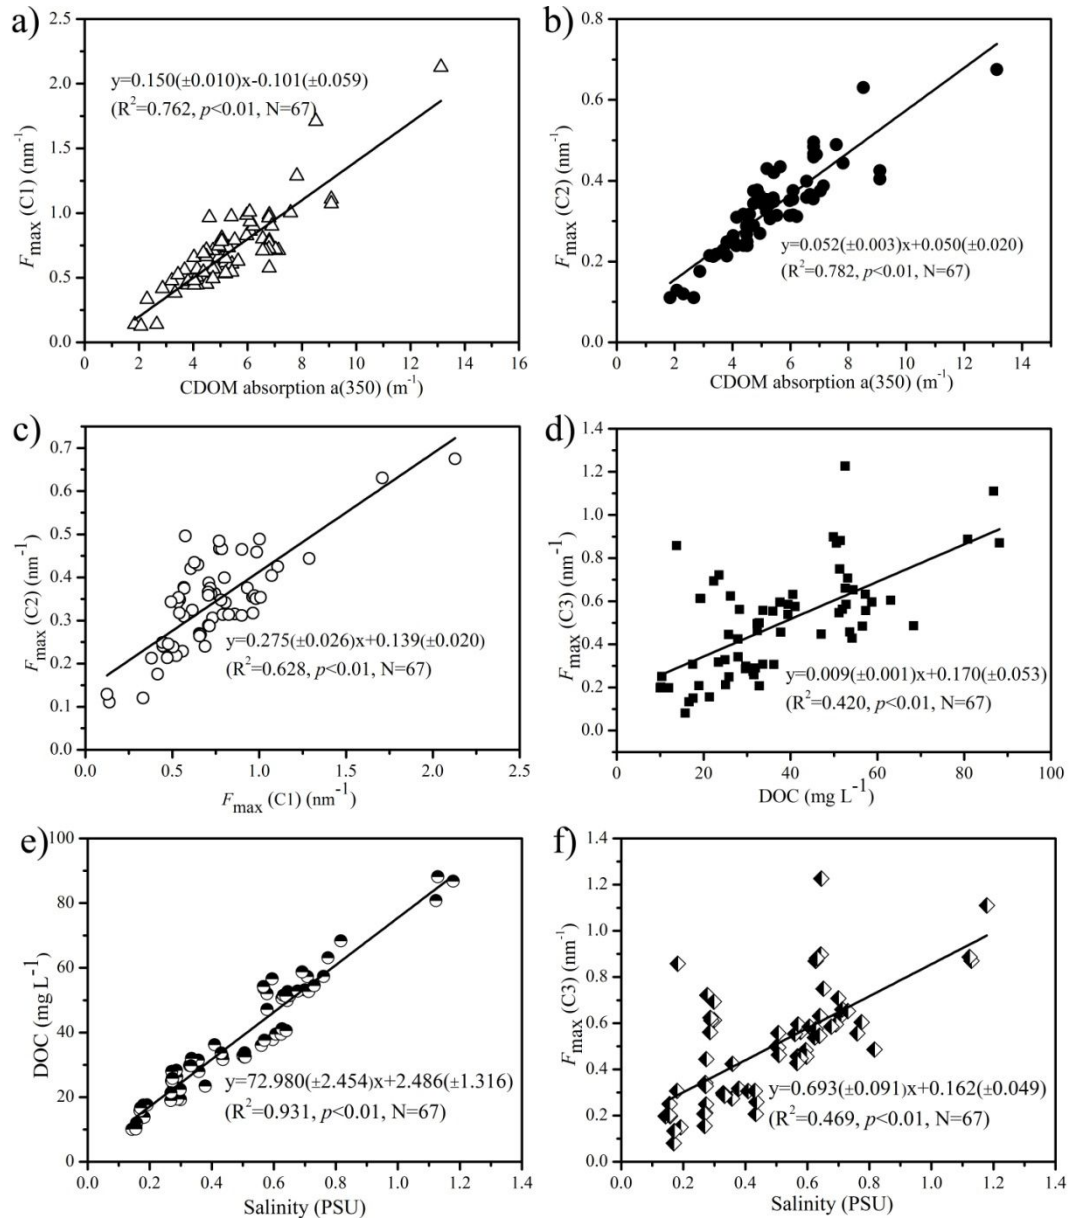 a)
2.5
2.0
1.5
1.0
0.5
0.0
Fmax (C1) (nm-1)
y=0.150(±0.010)x-0.101(±0.059)
(R2=0.762, p<0.01, N=67)
0 2 4 6 8 10 12 14 16
CDOM absorption a(350) (m-1)
b)
0.8
0.6
0.4
0.2
0.0
Fmax (C2) (nm-1)
y=0.052(±0.003)x+0.050(±0.020)
(R2=0.782, p<0.01, N=67)
0 2 4 6 8 10 12 14
CDOM absorption a(350) (m-1)
c)
0.7
0.6
0.5
0.4
0.3
0.2
0.1
0.0
Fmax (C2) (nm-1)
y=0.275(±0.026)x+0.139(±0.020)
(R2=0.628, p<0.01, N=67)
0.0 0.5 1.0 1.5 2.0 2.5
Fmax (C1) (nm-1)
d)
1.4
1.2
1.0
0.8
0.6
0.4
0.2
0.0
Fmax (C3) (nm-1)
y=0.009(±0.001)x+0.170(±0.053)
(R2=0.420, p<0.01, N=67)
0 20 40 60 80 100
DOC (mg L-1)
e)
100
80
60
40
20
0
DOC (mg L-1)
y=72.980(±2.454)x+2.486(±1.316)
(R2=0.931, p<0.01, N=67)
0.0 0.2 0.4 0.6 0.8 1.0 1.2 1.4
Salinity (PSU)
f)
1.4
1.2
1.0
0.8
0.6
0.4
0.2
0.0
Fmax (C3) (nm-1)
y=0.693(±0.091)x+0.162(±0.049)
(R2=0.469, p<0.01, N=67)
0.0 0.2 0.4 0.6 0.8 1.0 1.2 1.4
Salinity (PSU)